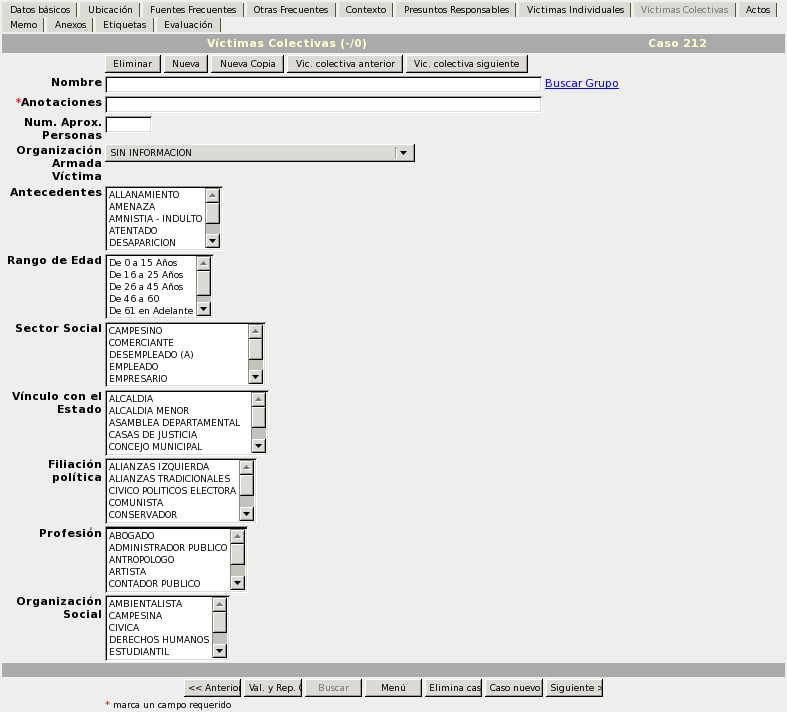 Datos básicos Ubicación Fuentes Frecuentes Otras Frecuentes Contexto Presuntos Responsables Victimas Individuales Víctimas Colectivas Actos
Memo Anexos Etiquetas Evaluación
Víctimas Colectivas (-/0) Caso 212
Eliminar Nueva Nueva Copia Vic. colectiva anterior Vic. colectiva siguiente
Nombre Buscar Grupo
*Anotaciones
Num. Aprox.
Personas
Organización
Armada
Víctima
SIN INFORMACION
Antecedentes
ALLANAMIENTO
AMENAZA
AMNISTIA - INDULTO
ATENTADO
DESAPARICION
Rango de Edad
De 0 a 15 Años
De 16 a 25 Años
De 26 a 45 Años
De 46 a 60
De 61 en Adelante
Sector Social
CAMPESINO
COMERCIANTE
DESEMPLEADO (A)
EMPLEADO
EMPRESARIO
Vínculo con el
Estado
ALCALDIA
ALCALDIA MENOR
ASAMBLEA DEPARTAMENTAL
CASAS DE JUSTICIA
CONCEJO MUNICIPAL
Filiación
política
ALIANZAS IZQUIERDA
ALIANZAS TRADICIONALES
CIVICO POLITICOS ELECTORA
COMUNISTA
CONSERVADOR
Profesión
ABOGADO
ADMINISTRADOR PUBLICO
ANTROPOLOGO
ARTISTA
CONTADOR PUBLICO
Organización
Social
AMBIENTALISTA
CAMPESINA
CIVICA
DERECHOS HUMANOS
ESTUDIANTIL
<< Anterior Val. y Rep. Buscar Menú Elimina cas Caso nuevo Siguiente >
* marca un campo requerido